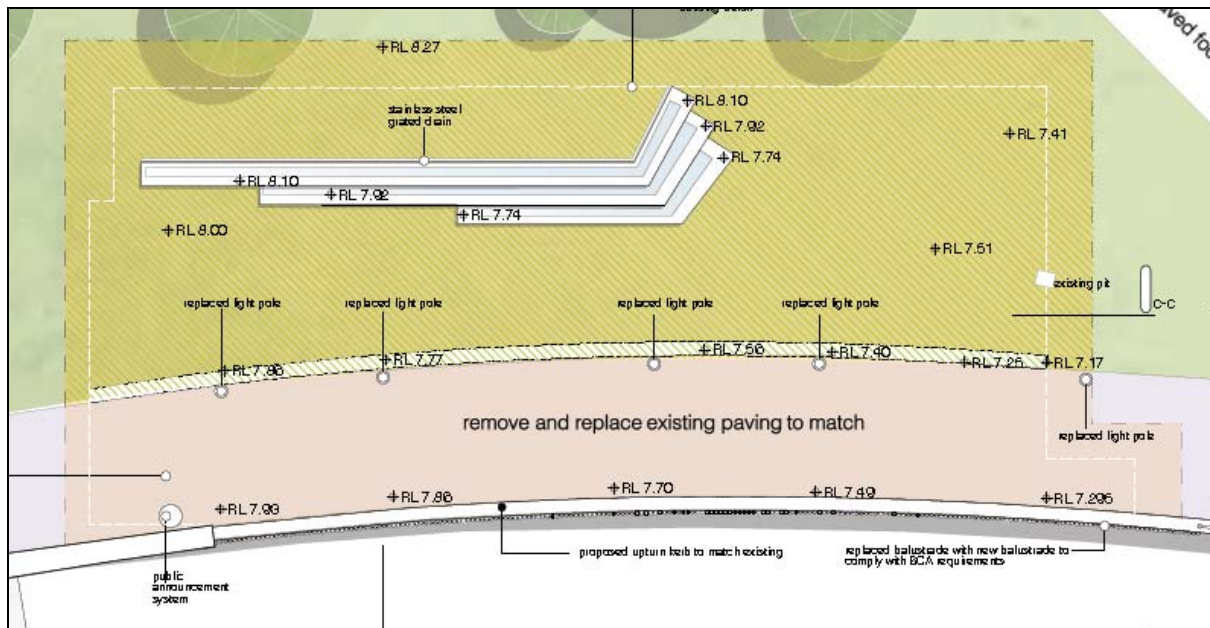 RL 8.27
aved foo
stainless steel
grated drain
RL 8.10
RL 7.92
RL 7.41
RL 7.74
RL 8.10
RL 7.92
RL 7.74
RL 8.00
RL 7.51
existing pit
replaced light pole
replaced light pole
replaced light pole
replaced light pole
C-C
RL 7.86
RL 7.77
RL 7.56
RL 7.40
RL 7.25
RL 7.17
remove and replace existing paving to match
replaced light pole
RL 7.93
RL 7.86
RL 7.70
RL 7.49
RL 7.295
proposed upturn kerb to match existing
replaced balustrade with new balustrade to
comply with BCA requirements
public
announcement
system